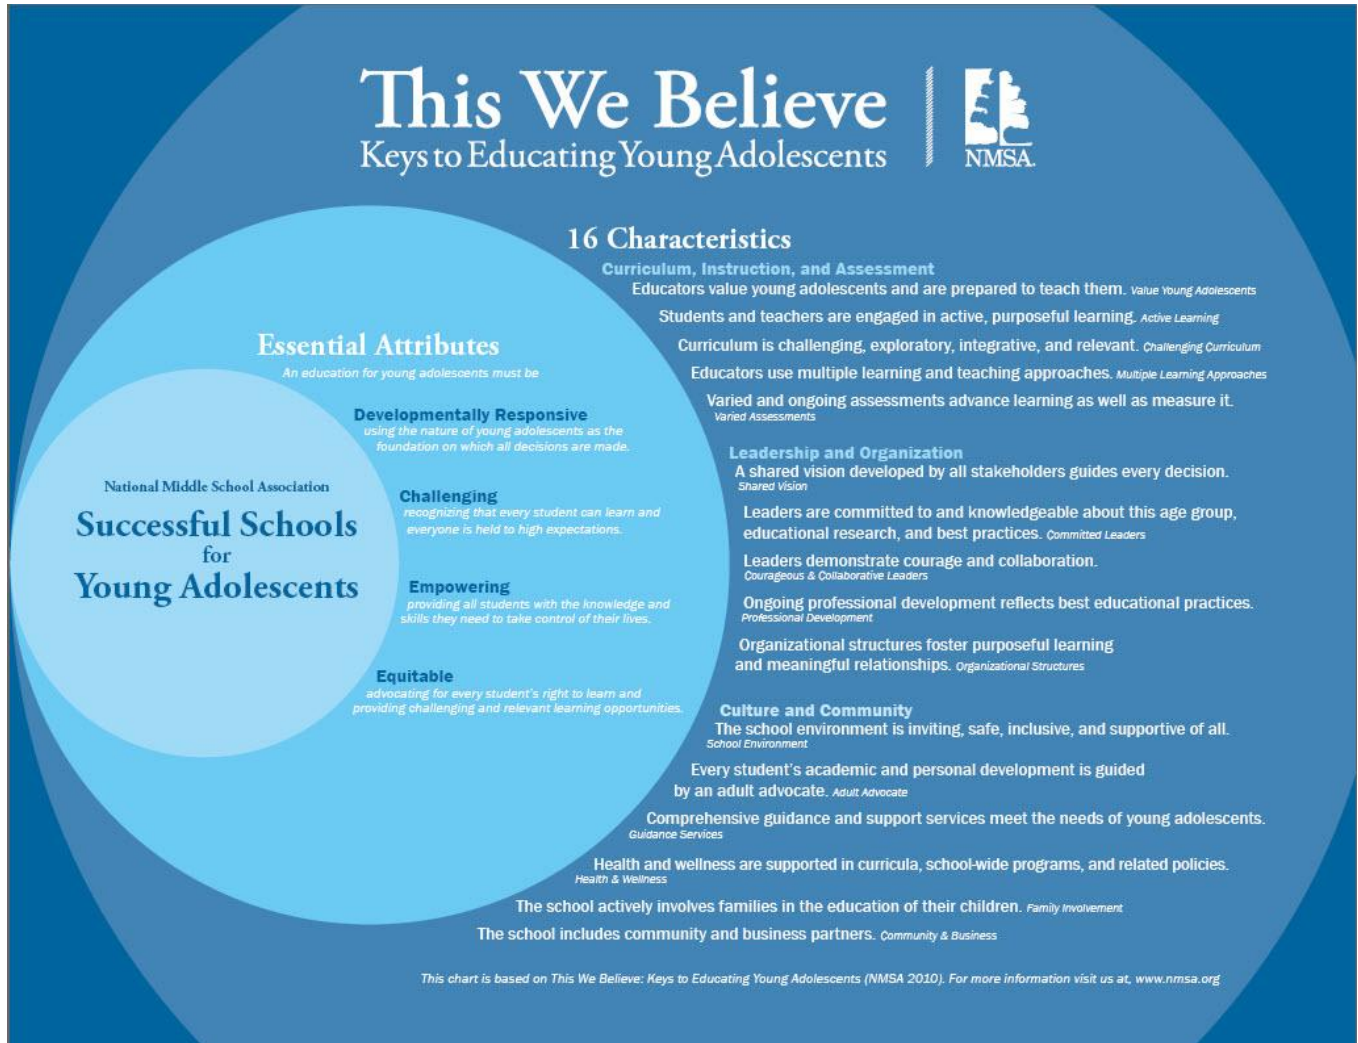 This We Believe
Keys to Educating Young Adolescents
NMSA.
16 Characteristics
Curriculum, Instruction, and Assessment
Educators value young adolescents and are prepared to teach them. Value Young Adolescents
Students and teachers are engaged in active, purposeful learning. Active Learning
Curriculum is challenging, exploratory, integrative, and relevant. Challenging Curriculum
Educators use multiple learning and teaching approaches. Multiple Learning Approaches
Varied and ongoing assessments advance learning as well as measure it.
Varied Assessments
Leadership and Organization
A shared vision developed by all stakeholders guides every decision.
Shared Vision
Leaders are committed to and knowledgeable about this age group,
educational research, and best practices. Committed Leaders
Leaders demonstrate courage and collaboration.
Courageous & Collaborative Leaders
Ongoing professional development reflects best educational practices.
Professional Development
Organizational structures foster purposeful learning
and meaningful relationships. Organizational Structures
Culture and Community
The school environment is inviting, safe, inclusive, and supportive of all.
School Environment
Every student's academic and personal development is guided
by an adult advocate. Adult Advocate
Comprehensive guidance and support services meet the needs of young adolescents.
Guidance Services
Health and wellness are supported in curricula, school-wide programs, and related policies.
Health & Wellness
The school actively involves families in the education of their children. Family Involvement
The school includes community and business partners. Community & Business
Essential Attributes
An education for young adolescents must be
Developmentally Responsive
using the nature of young adolescents as the
foundation on which all decisions are made.
Challenging
recognizing that every student can learn and
everyone is held to high expectations.
Empowering
providing all students with the knowledge and
skills they need to take control of their lives.
Equitable
advocating for every student's right to learn and
providing challenging and relevant learning opportunities.
National Middle School Association
Successful Schools
for
Young Adolescents
This chart is based on This We Believe: Keys to Educating Young Adolescents (NMSA 2010). For more information visit us at, www.nmsa.org